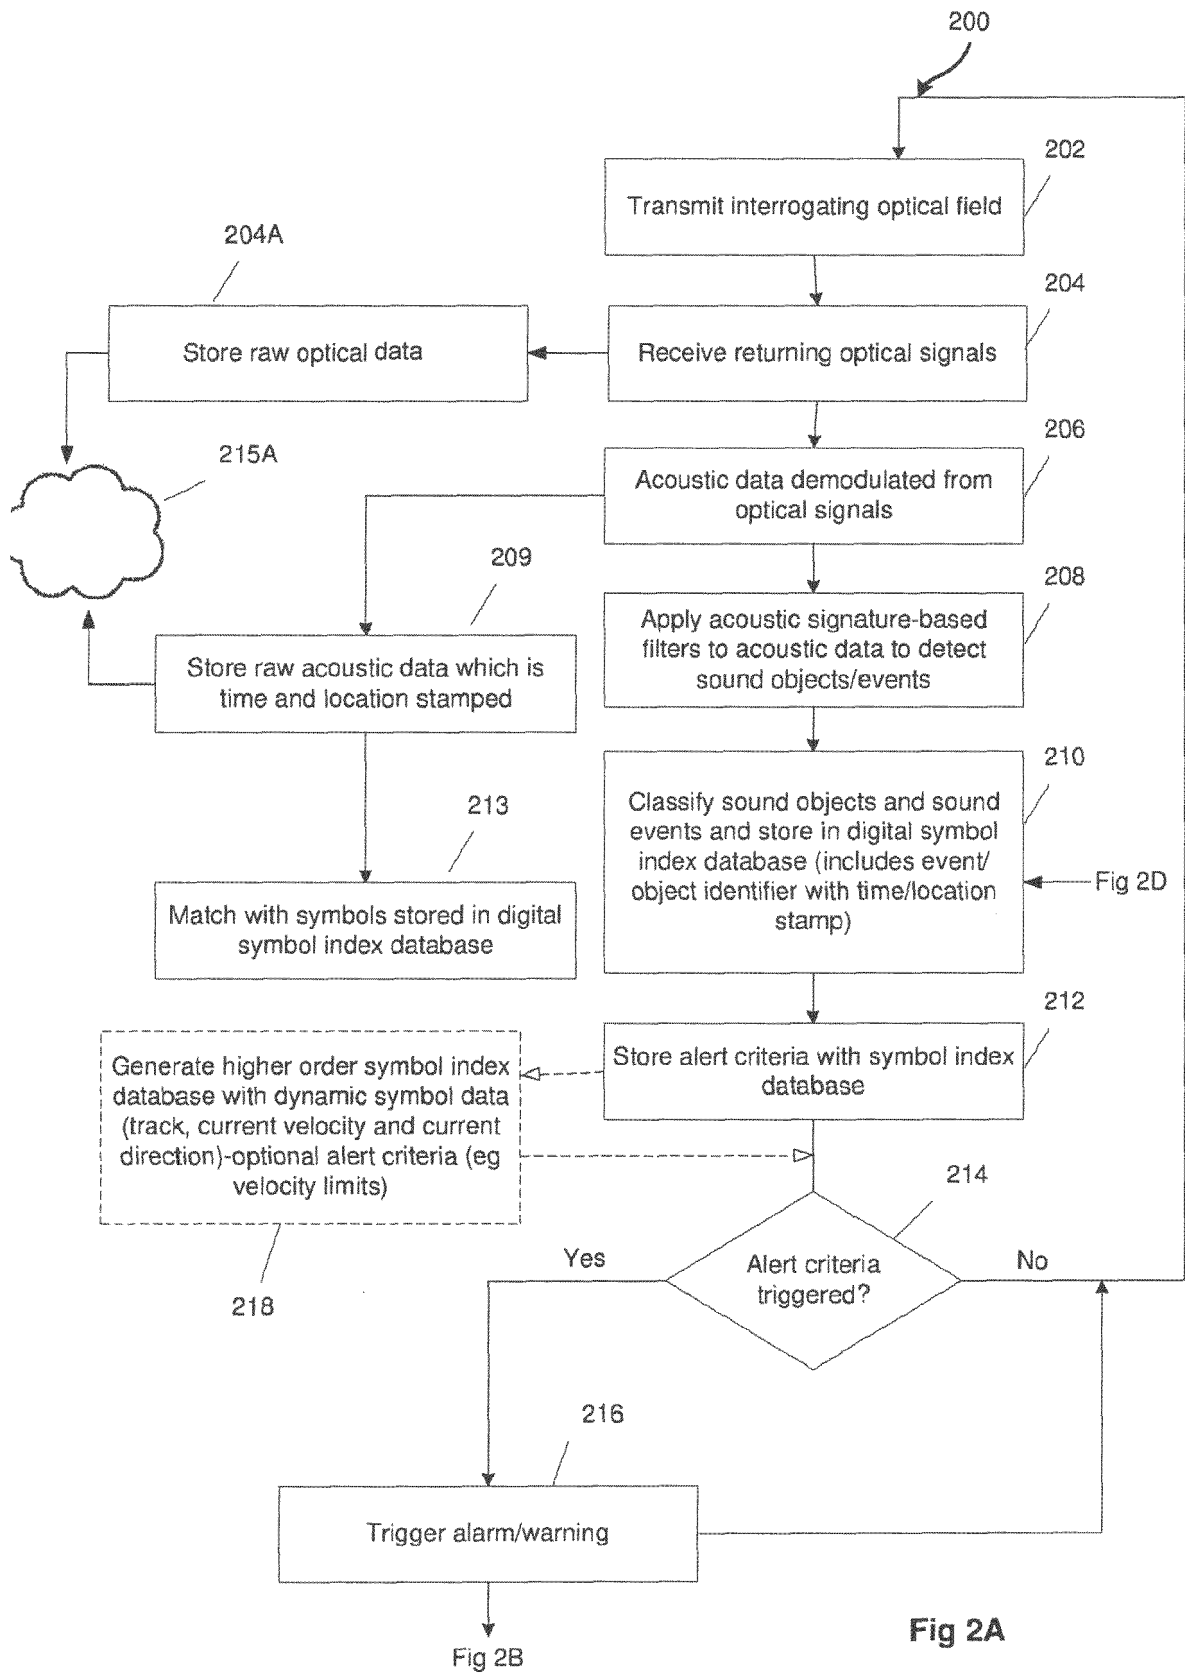 200
202
Transmit interrogating optical field
204A
204
Store raw optical data
Receive returning optical signals
215A
206
Acoustic data demodulated from
optical signals
209
208
Apply acoustic signature-based
filters to acoustic data to detect
sound objects/events
Store raw acoustic data which is
time and location stamped
210
213
Classify sound objects and sound
events and store in digital symbol
index database (includes event/
object identifier with time/location
stamp)
Fig 2D
Match with symbols stored in digital
symbol index database
212
Store alert criteria with symbol index
database
Generate higher order symbol index
database with dynamic symbol data
(track, current velocity and current
direction)-optional alert criteria (eg
velocity limits)
214
218
Yes
Alert criteria
triggered?
No
216
Trigger alarm/warning
Fig 2B
Fig 2A